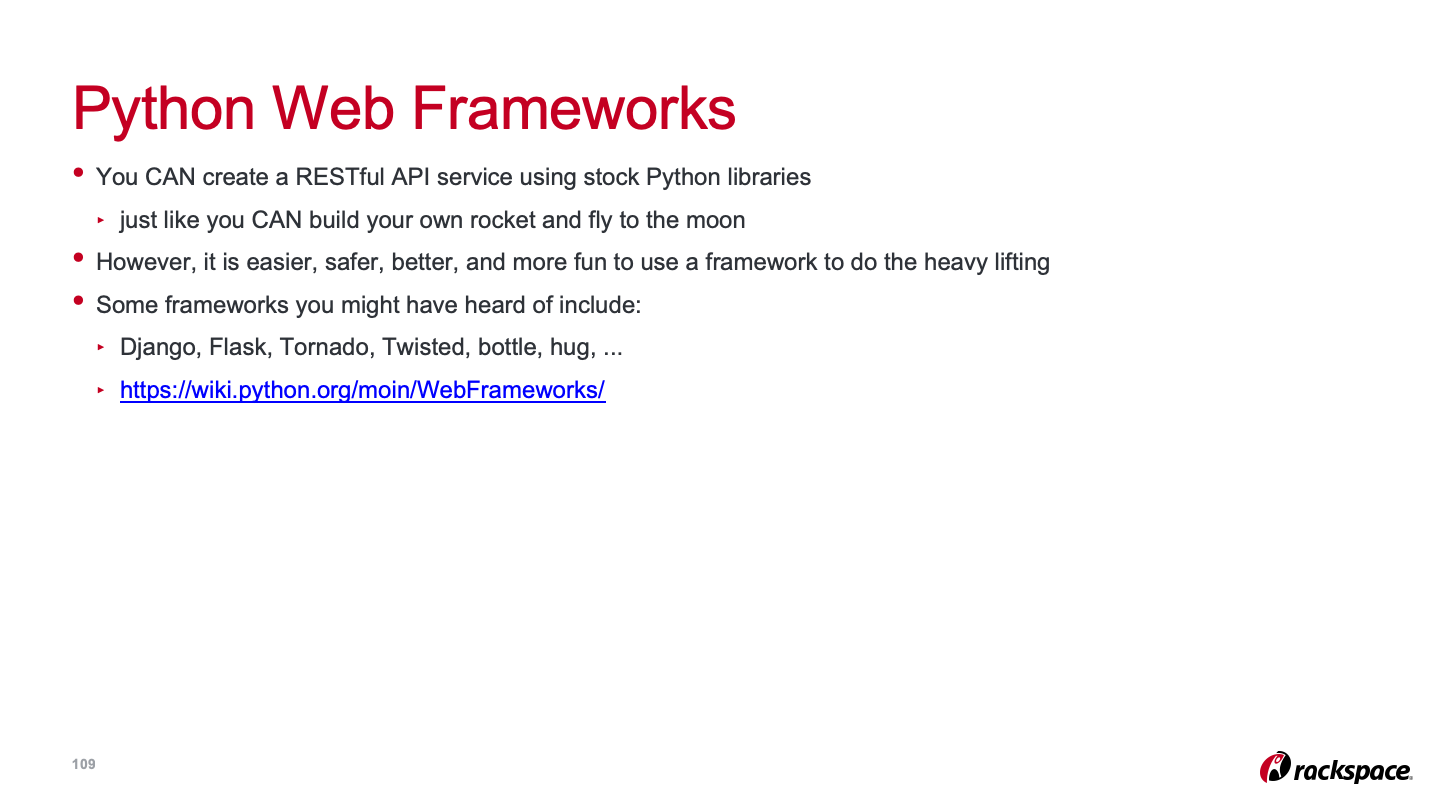 Python Web Frameworks
• You CAN create a RESTful API service using stock Python libraries
‣ just like you CAN build your own rocket and fly to the moon
• However, it is easier, safer, better, and more fun to use a framework to do the heavy lifting
• Some frameworks you might have heard of include:
‣ Django, Flask, Tornado, Twisted, bottle, hug, ...
‣ https://wiki.python.org/moin/WebFrameworks/
109
rackspace.